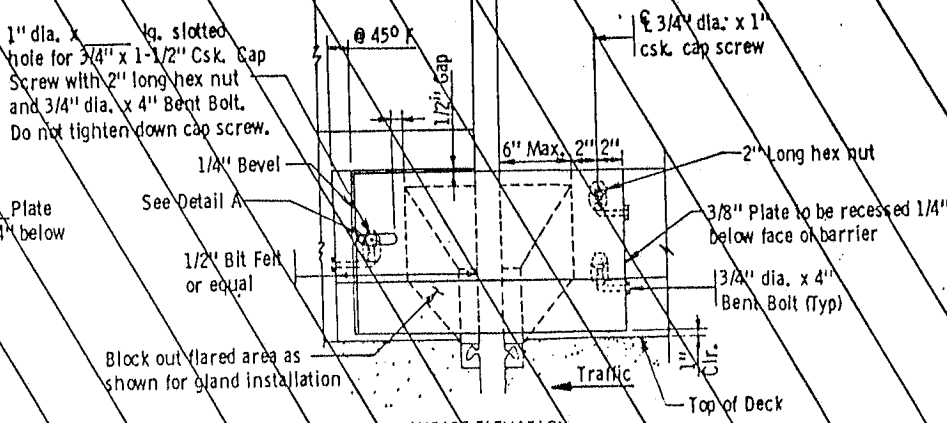 1" dia. x ____ lg. slotted
hole for 3/4" x 1-1/2" Csk. Cap
Screw with 2" long hex nut
and 3/4" dia. x 4" Bent Bolt.
Do not tighten down cap screw.
@ 45° F
1/2" Gap
℄ 3/4" dia. x 1"
csk. cap screw
6" Max. 2" 2"
2" Long hex nut
1/4" Bevel
See Detail A
Plate
4" below
3/8" Plate to be recessed 1/4"
below face of barrier
1/2" Bit Felt
or equal
3/4" dia. x 4"
Bent Bolt (Typ)
Block out flared area as
shown for gland installation
1"
Clr.
Traffic
Top of Deck